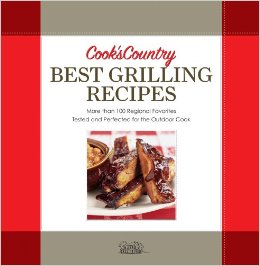 Cook'sCountry
BEST GRILLING
RECIPES
More than 100 Regional Favorites
Tested and Perfected for the Outdoor Cook